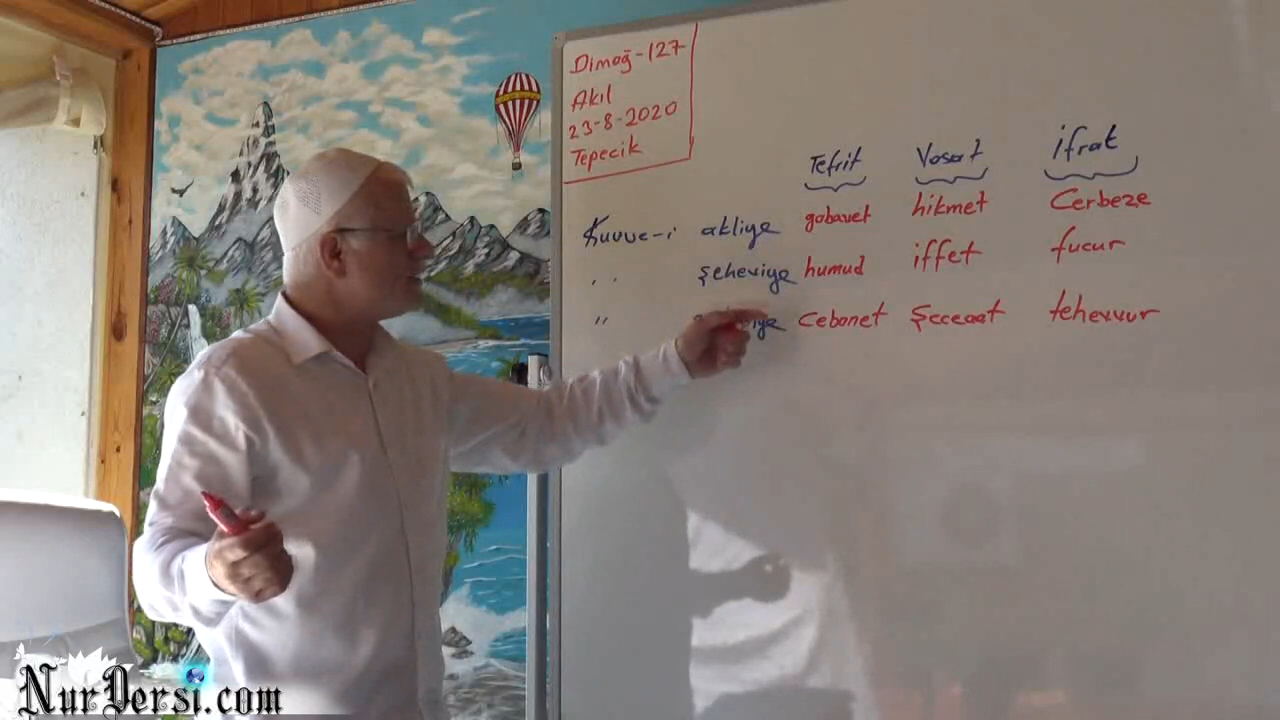 Dimağ-127
Akıl
23-8-2020
Tepecik
Tefrit Vasat ifrat
Kuvve-i akliye gabavet hikmet Cerbeze
" şeheviye humud iffet fucur
" cebanet şecaat tehevvur
NurDersi.com